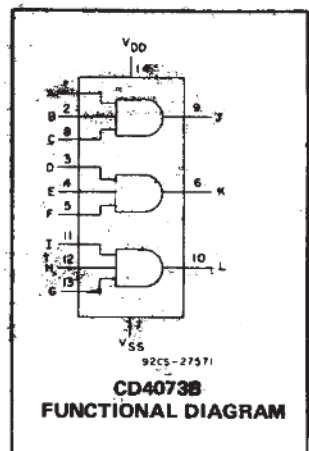 VDD
B 2 9 J
C 8
D 3
E 4 6 K
F 5
I 11
H 12 10 L
G 13
VSS
92CS-27571
CD4073B
FUNCTIONAL DIAGRAM